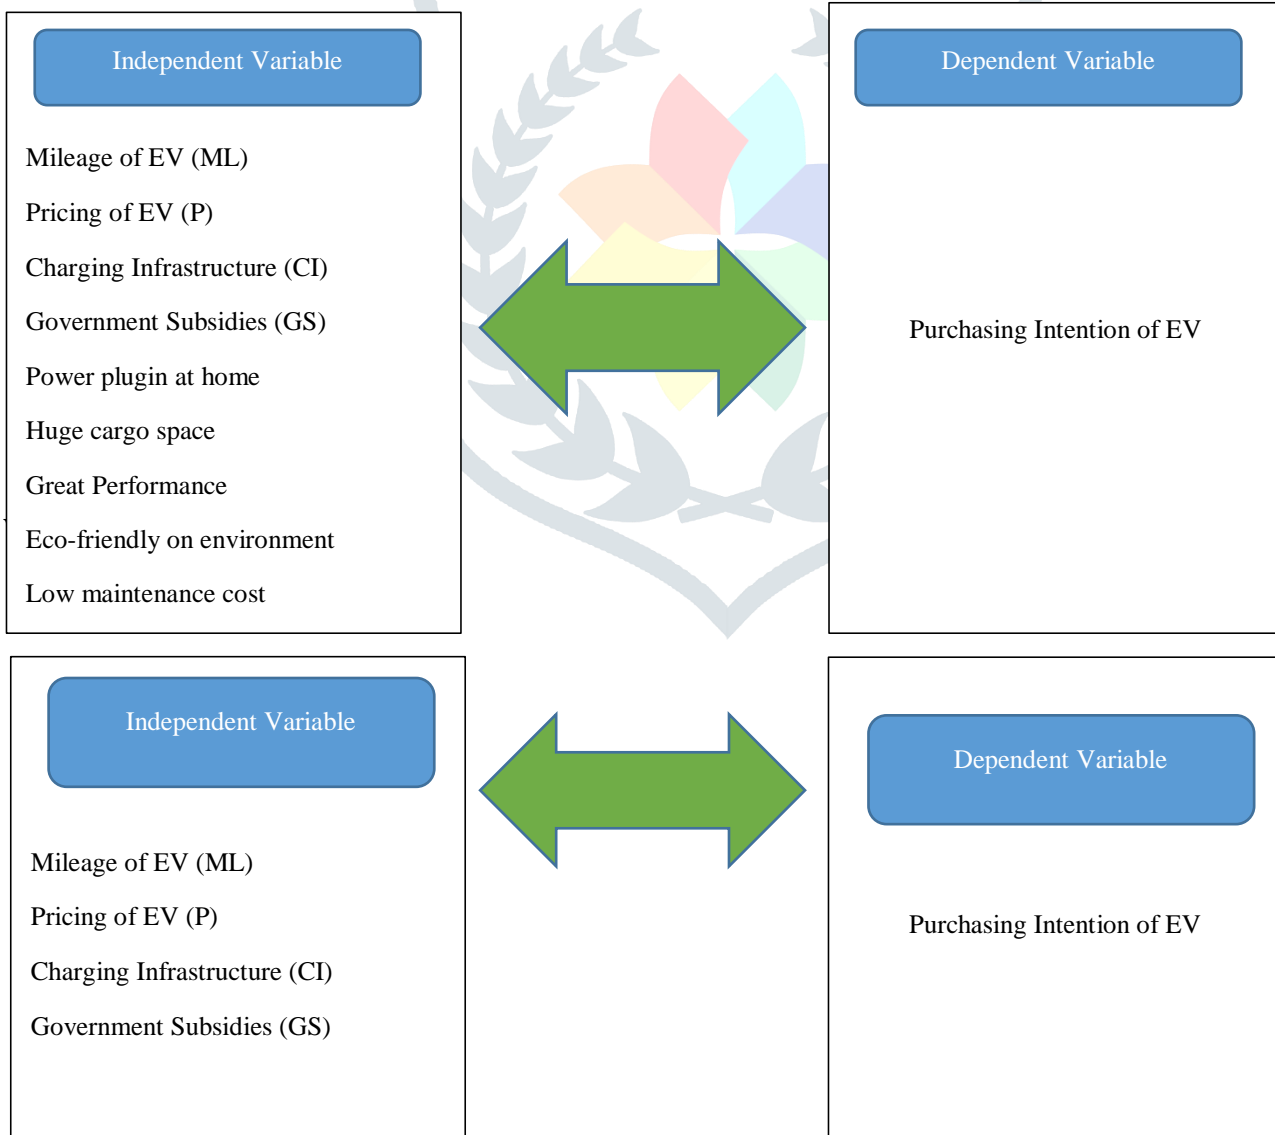 Independent Variable
Mileage of EV (ML)
Pricing of EV (P)
Charging Infrastructure (CI)
Government Subsidies (GS)
Power plugin at home
Huge cargo space
Great Performance
Eco-friendly on environment
Low maintenance cost
Dependent Variable
Purchasing Intention of EV
Independent Variable
Mileage of EV (ML)
Pricing of EV (P)
Charging Infrastructure (CI)
Government Subsidies (GS)
Dependent Variable
Purchasing Intention of EV